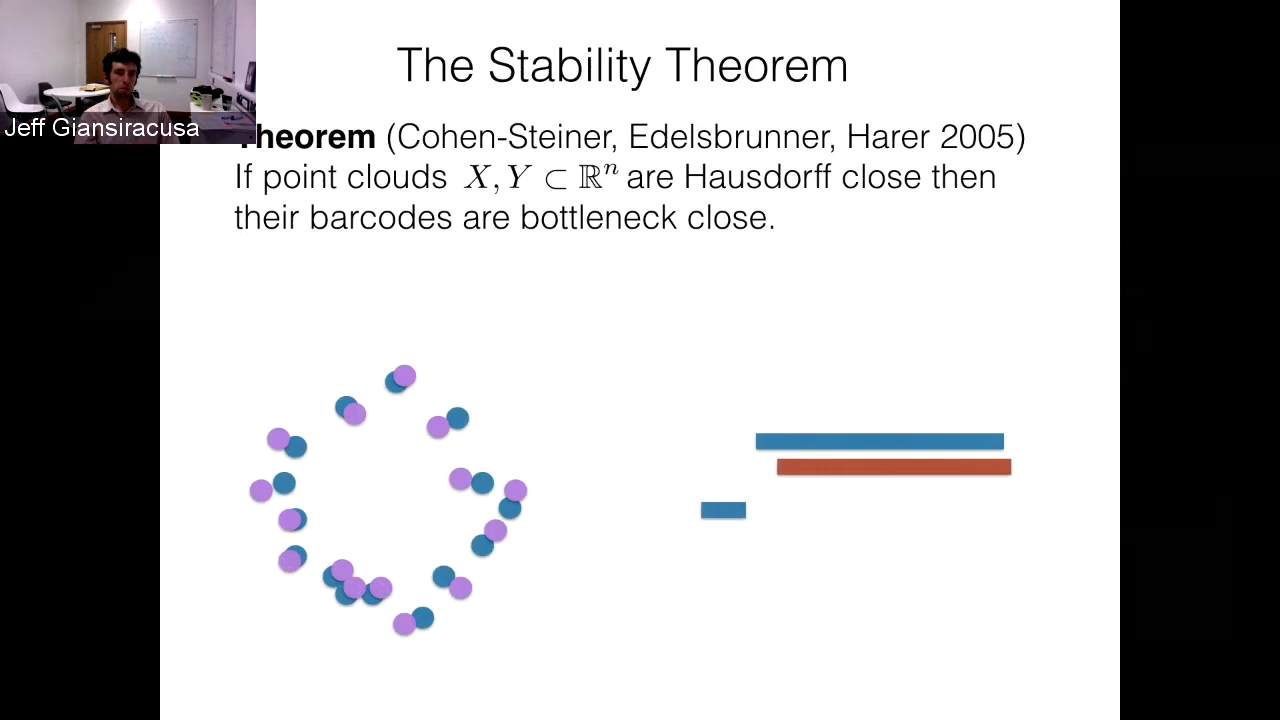 The Stability Theorem
Jeff Giansiracusa
Theorem (Cohen-Steiner, Edelsbrunner, Harer 2005)
If point clouds X, Y ⊂ ℝⁿ are Hausdorff close then
their barcodes are bottleneck close.